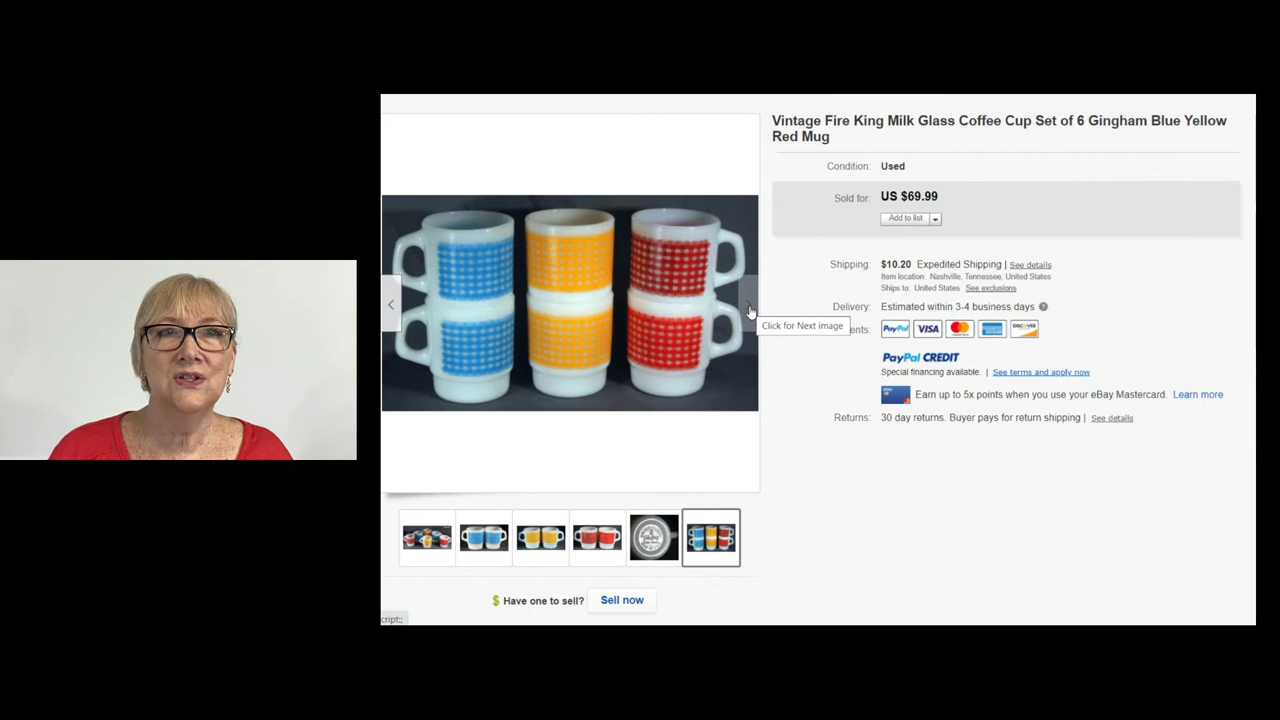 Vintage Fire King Milk Glass Coffee Cup Set of 6 Gingham Blue Yellow
Red Mug
Condition: Used
Sold for: US $69.99
Add to list
Shipping: $10.20 Expedited Shipping | See details
Item location: Nashville, Tennessee, United States
Ships to: United States See exclusions
Delivery: Estimated within 3-4 business days
Click for Next image
ents: PayPal VISA
PayPal CREDIT
Special financing available. | See terms and apply now
Earn up to 5x points when you use your eBay Mastercard. Learn more
Returns: 30 day returns. Buyer pays for return shipping | See details
$ Have one to sell? Sell now
cript:;